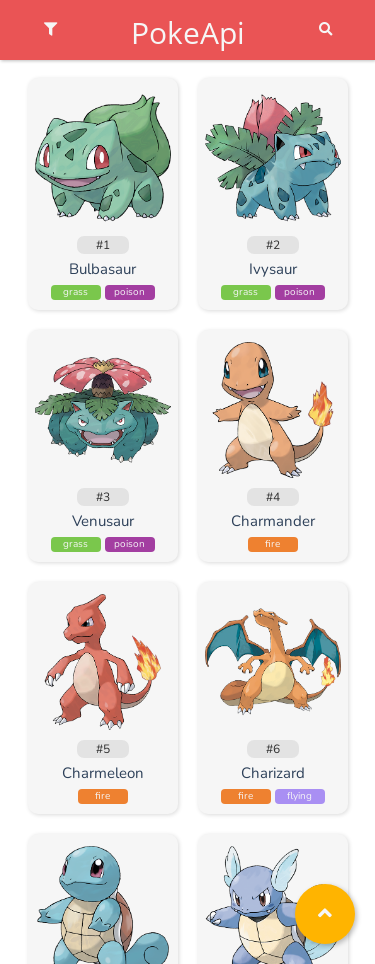 PokeApi
#1
Bulbasaur
grass poison
#2
Ivysaur
grass poison
#3
Venusaur
grass poison
#4
Charmander
fire
#5
Charmeleon
fire
#6
Charizard
fire flying